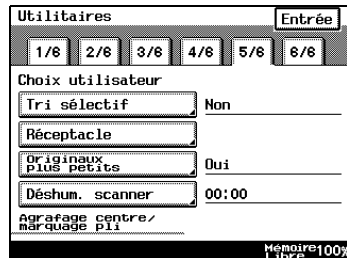 Utilitaires
Entrée
1/6 2/6 3/6 4/6 5/6 6/6
Choix utilisateur
Tri sélectif Non
Réceptacle
Originaux
plus petits Oui
Déshum. scanner 00:00
Agrafage centre/
marquage pli
Mémoire
Libre 100%